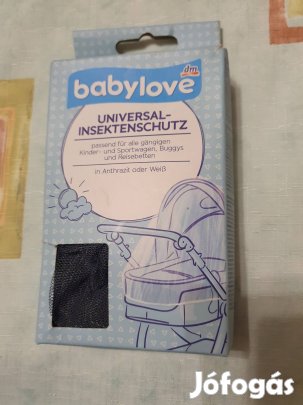 dm
babylove
UNIVERSAL-
INSEKTENSCHUTZ
passend für alle gängigen
Kinder- und Sportwagen, Buggys
und Reisebetten
in Anthrazit oder Weiß
Jófogás